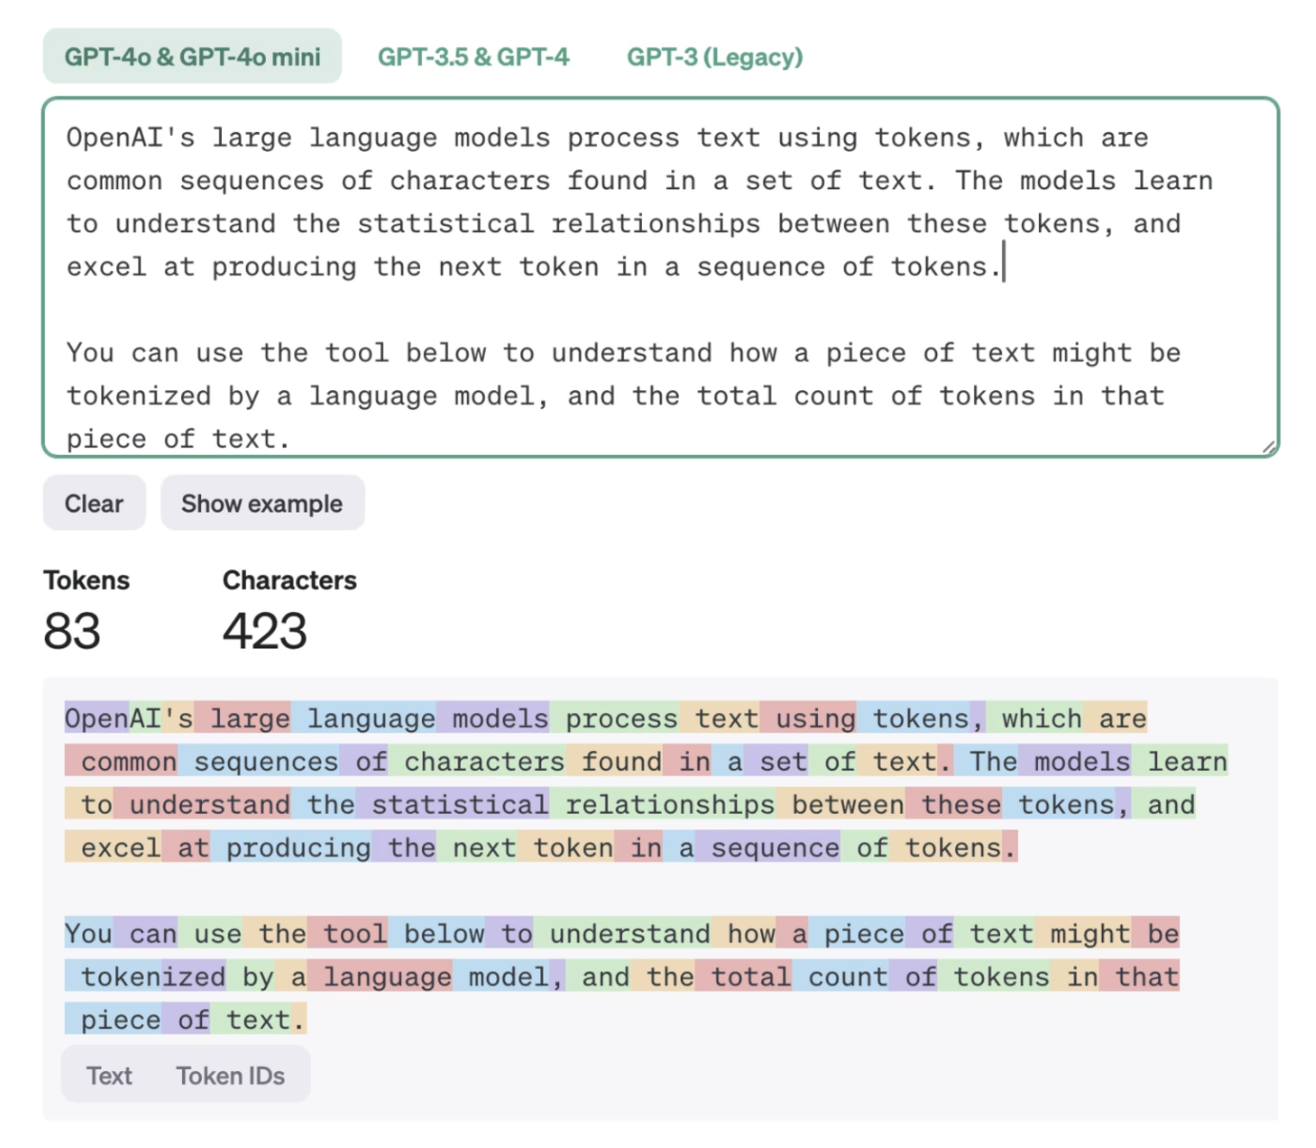 GPT-4o & GPT-4o mini GPT-3.5 & GPT-4 GPT-3 (Legacy)
OpenAI's large language models process text using tokens, which are
common sequences of characters found in a set of text. The models learn
to understand the statistical relationships between these tokens, and
excel at producing the next token in a sequence of tokens.
You can use the tool below to understand how a piece of text might be
tokenized by a language model, and the total count of tokens in that
piece of text.
Clear Show example
Tokens Characters
83 423
OpenAI's large language models process text using tokens, which are
common sequences of characters found in a set of text. The models learn
to understand the statistical relationships between these tokens, and
excel at producing the next token in a sequence of tokens.
You can use the tool below to understand how a piece of text might be
tokenized by a language model, and the total count of tokens in that
piece of text.
Text Token IDs